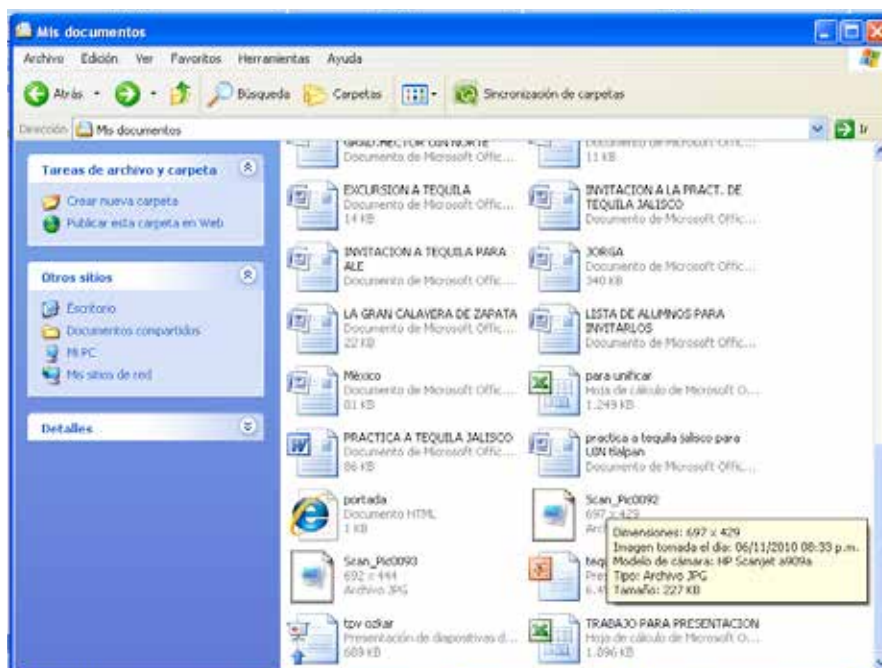 Mis documentos
Archivo Edición Ver Favoritos Herramientas Ayuda
Atrás Búsqueda Carpetas Sincronización de carpetas
Dirección Mis documentos Ir
Tareas de archivo y carpeta
Crear nueva carpeta
Publicar esta carpeta en Web
Otros sitios
Escritorio
Documentos compartidos
Mi PC
Mis sitios de red
Detalles
Documento de Microsoft Offic...
11 KB
EXCURSION A TEQUILA
Documento de Microsoft Offic...
14 KB
INVITACION A LA PRACT. DE
TEQUILA JALISCO
Documento de Microsoft Offic...
INVITACION A TEQUILA PARA
ALE
Documento de Microsoft Offic...
JORGA
Documento de Microsoft Offic...
340 KB
LA GRAN CALAVERA DE ZAPATA
Documento de Microsoft Offic...
22 KB
LISTA DE ALUMNOS PARA
INVITARLOS
Documento de Microsoft Offic...
México
Documento de Microsoft Offic...
81 KB
para unificar
Hoja de cálculo de Microsoft O...
1.249 KB
PRACTICA A TEQUILA JALISCO
Documento de Microsoft Offic...
86 KB
practica a tequila jalisco para
tlalpan
Documento de Microsoft Offic...
portada
Documento HTML
1 KB
Scan_Pic0092
697 x 429
Scan_Pic0093
692 x 444
Archivo JPG
Dimensiones: 697 x 429
Imagen tomada el día: 06/11/2010 08:33 p.m.
Modelo de cámara: HP Scanjet a909a
Tipo: Archivo JPG
Tamaño: 227 KB
tpv ozkar
Presentación de diapositivas d...
689 KB
TRABAJO PARA PRESENTACION
Hoja de cálculo de Microsoft O...
1.896 KB